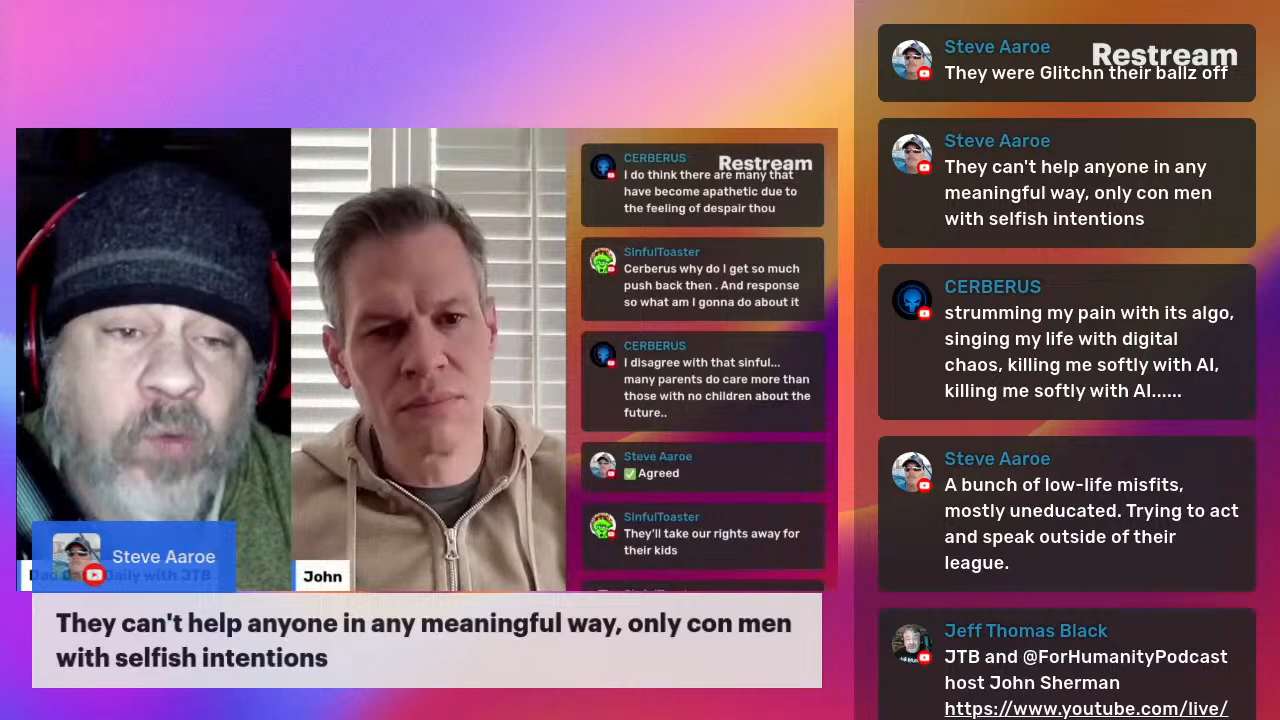 CERBERUS
Restream
I do think there are many that
have become apathetic due to
the feeling of despair thou
SinfulToaster
Cerberus why do I get so much
push back then . And response
so what am I gonna do about it
CERBERUS
I disagree with that sinful...
many parents do care more than
those with no children about the
future..
Steve Aaroe
✅Agreed
SinfulToaster
They'll take our rights away for
their kids
Steve Aaroe
Daily with JTB
John
They can't help anyone in any meaningful way, only con men
with selfish intentions
Steve Aaroe
Restream
They were Glitchn their ballz off
Steve Aaroe
They can't help anyone in any
meaningful way, only con men
with selfish intentions
CERBERUS
strumming my pain with its algo,
singing my life with digital
chaos, killing me softly with AI,
killing me softly with AI......
Steve Aaroe
A bunch of low-life misfits,
mostly uneducated. Trying to act
and speak outside of their
league.
Jeff Thomas Black
JTB and @ForHumanityPodcast
host John Sherman
https://www.youtube.com/live/